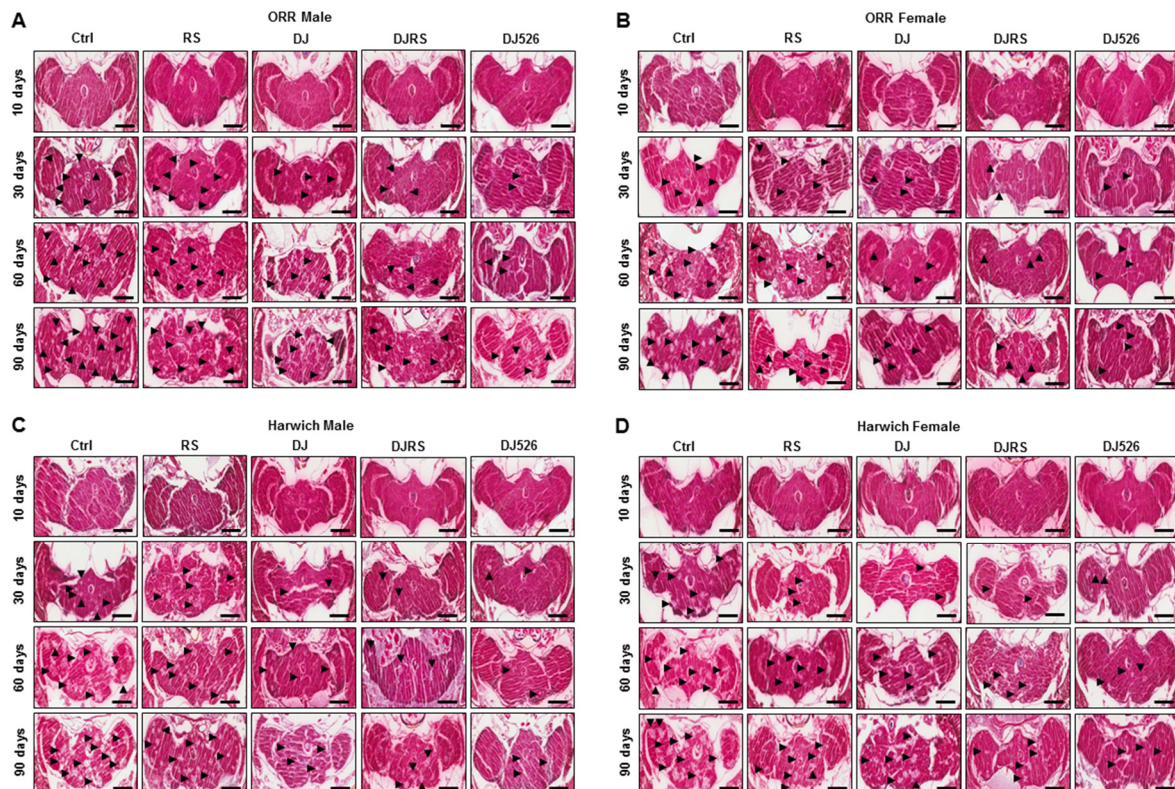 A
ORR Male
Ctrl RS DJ DJRS DJ526
10 days
30 days
60 days
90 days
B
ORR Female
Ctrl RS DJ DJRS DJ526
10 days
30 days
60 days
90 days
C
Harwich Male
Ctrl RS DJ DJRS DJ526
10 days
30 days
60 days
90 days
D
Harwich Female
Ctrl RS DJ DJRS DJ526
10 days
30 days
60 days
90 days